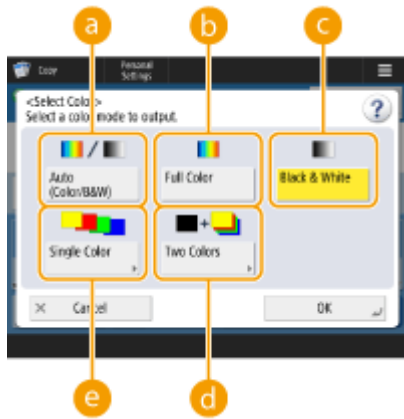 a b c
Copy Personal
Settings
<Select Color>
Select a color mode to output.
?
Auto
(Color/B&W)
Full Color
Black & White
Single Color
Two Colors
Cancel
OK
e d